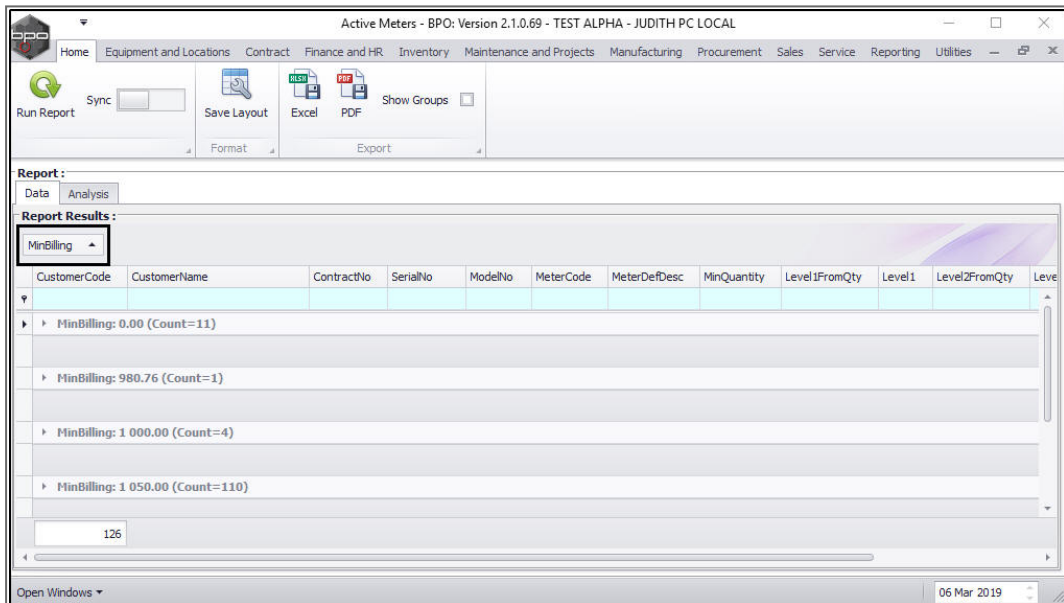 Active Meters - BPO: Version 2.1.0.69 - TEST ALPHA - JUDITH PC LOCAL
bpo
Home Equipment and Locations Contract Finance and HR Inventory Maintenance and Projects Manufacturing Procurement Sales Service Reporting Utilities
XLSX PDF
Sync Show Groups
Run Report Save Layout Excel PDF
Format Export
Report :
Data Analysis
Report Results :
MinBilling
CustomerCode CustomerName ContractNo SerialNo ModelNo MeterCode MeterDefDesc MinQuantity Level1FromQty Level1 Level2FromQty Leve
MinBilling: 0.00 (Count=11)
MinBilling: 980.76 (Count=1)
MinBilling: 1 000.00 (Count=4)
MinBilling: 1 050.00 (Count=110)
126
Open Windows 06 Mar 2019